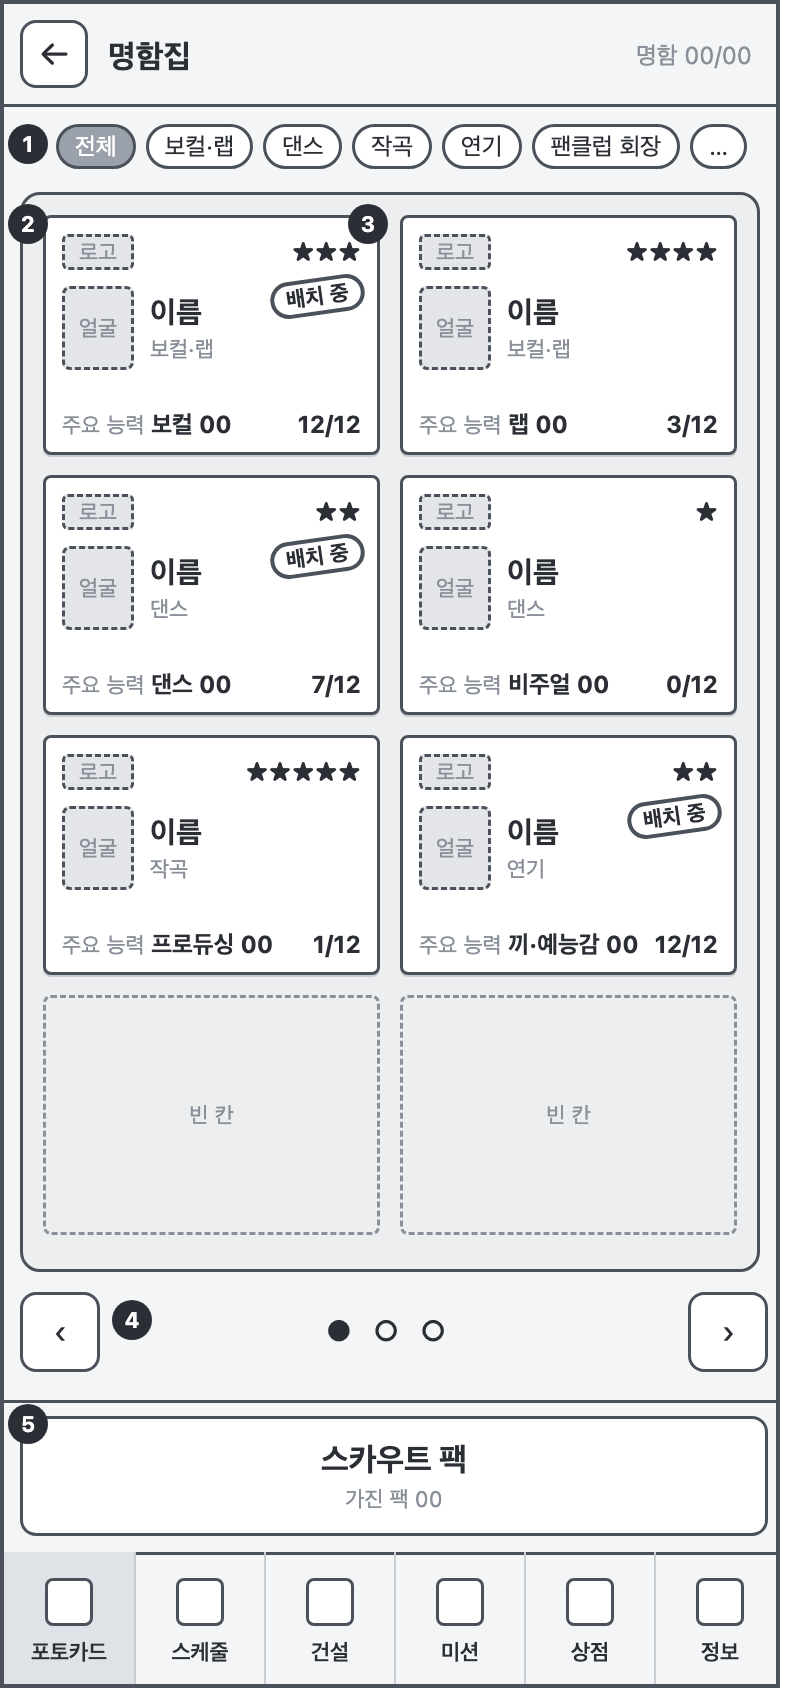 명함집
명함 00/00
1
전체
보컬·랩
댄스
작곡
연기
팬클럽 회장
...
2
3
로고
★★★
배치 중
얼굴
이름
보컬·랩
주요 능력 보컬 00
12/12
로고
★★★★
얼굴
이름
보컬·랩
주요 능력 랩 00
3/12
로고
★★
배치 중
얼굴
이름
댄스
주요 능력 댄스 00
7/12
로고
★
얼굴
이름
댄스
주요 능력 비주얼 00
0/12
로고
★★★★★
얼굴
이름
작곡
주요 능력 프로듀싱 00
1/12
로고
★★
배치 중
얼굴
이름
연기
주요 능력 끼·예능감 00
12/12
빈 칸
빈 칸
‹
4
›
5
스카우트 팩
가진 팩 00
포토카드
스케줄
건설
미션
상점
정보